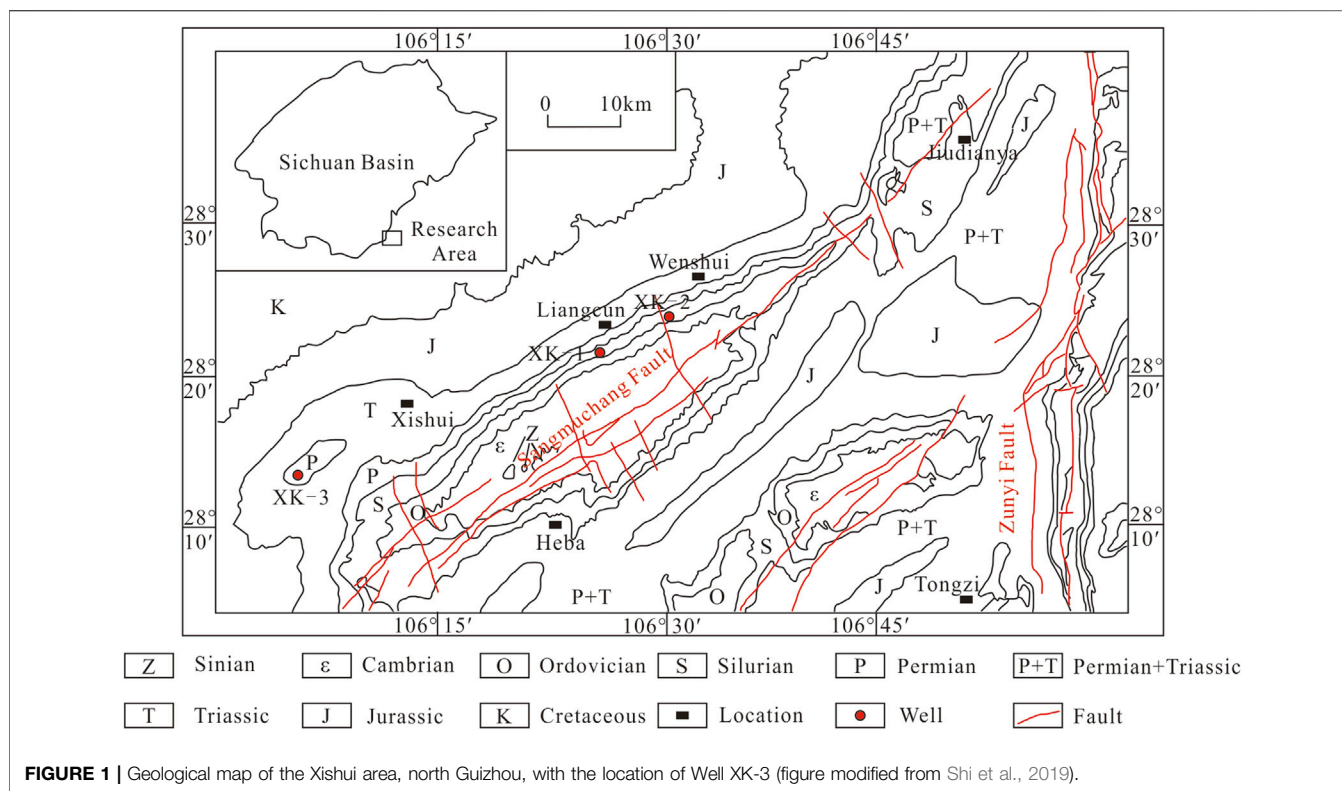 106° 15′
106° 30′
106° 45′
0 10km
Sichuan Basin
Research
Area
P+T
J
Jiudianya
J
S
28°
30′
28°
30′
P+T
Wenshui
K
XK-2
Liangcun
J
J
XK-1
28°
20′
28°
20′
J
T
Xishui
Sangmuchang Fault
Z
ε
P
P
XK-3
S
O
ε
O
Zunyi Fault
28°
10′
28°
10′
Heba
S
P+T
P+T
O
J
Tongzi
106° 15′
106° 30′
106° 45′
Z Sinian ε Cambrian O Ordovician S Silurian P Permian P+T Permian+Triassic
T Triassic J Jurassic K Cretaceous Location Well Fault
FIGURE 1 | Geological map of the Xishui area, north Guizhou, with the location of Well XK-3 (figure modified from Shi et al., 2019).